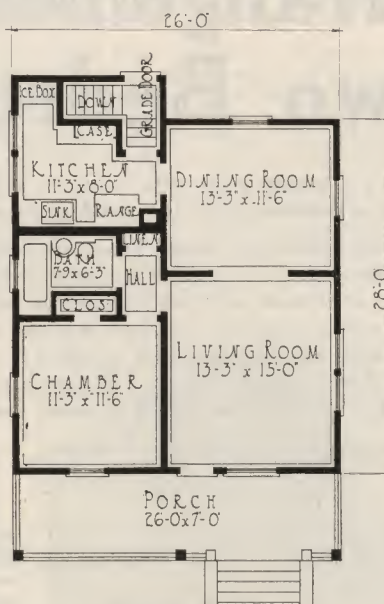 26'-0"
ICE BOX
DOWN
GRADE DOOR
CASE
KITCHEN
11'-3" x 8'-0"
SINK
RANGE
DINING ROOM
13'-3" x 11'-6"
LINEN
BATH
7'-9 x 6'-3"
HALL
CLOS
28'-0"
LIVING ROOM
13'-3" x 15'-0"
CHAMBER
11'-3" x 11'-6"
PORCH
26'-0" x 7'-0"